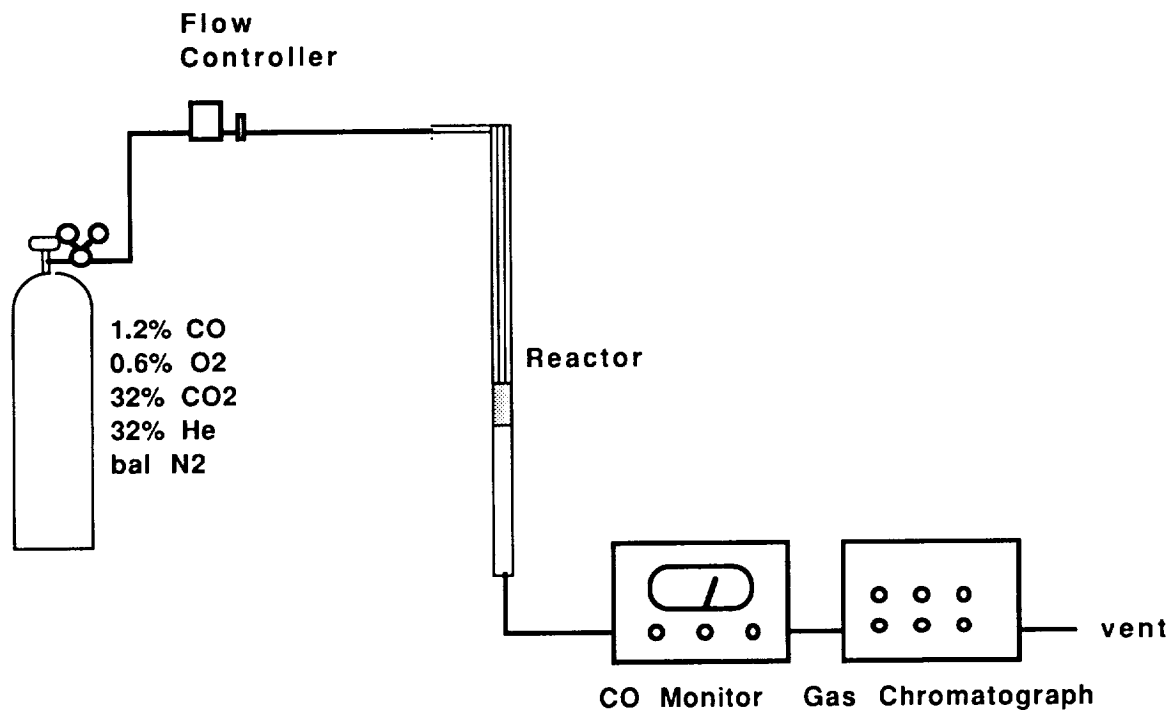 Flow
Controller
1.2% CO
0.6% O2
32% CO2
32% He
bal N2
Reactor
vent
CO Monitor
Gas Chromatograph